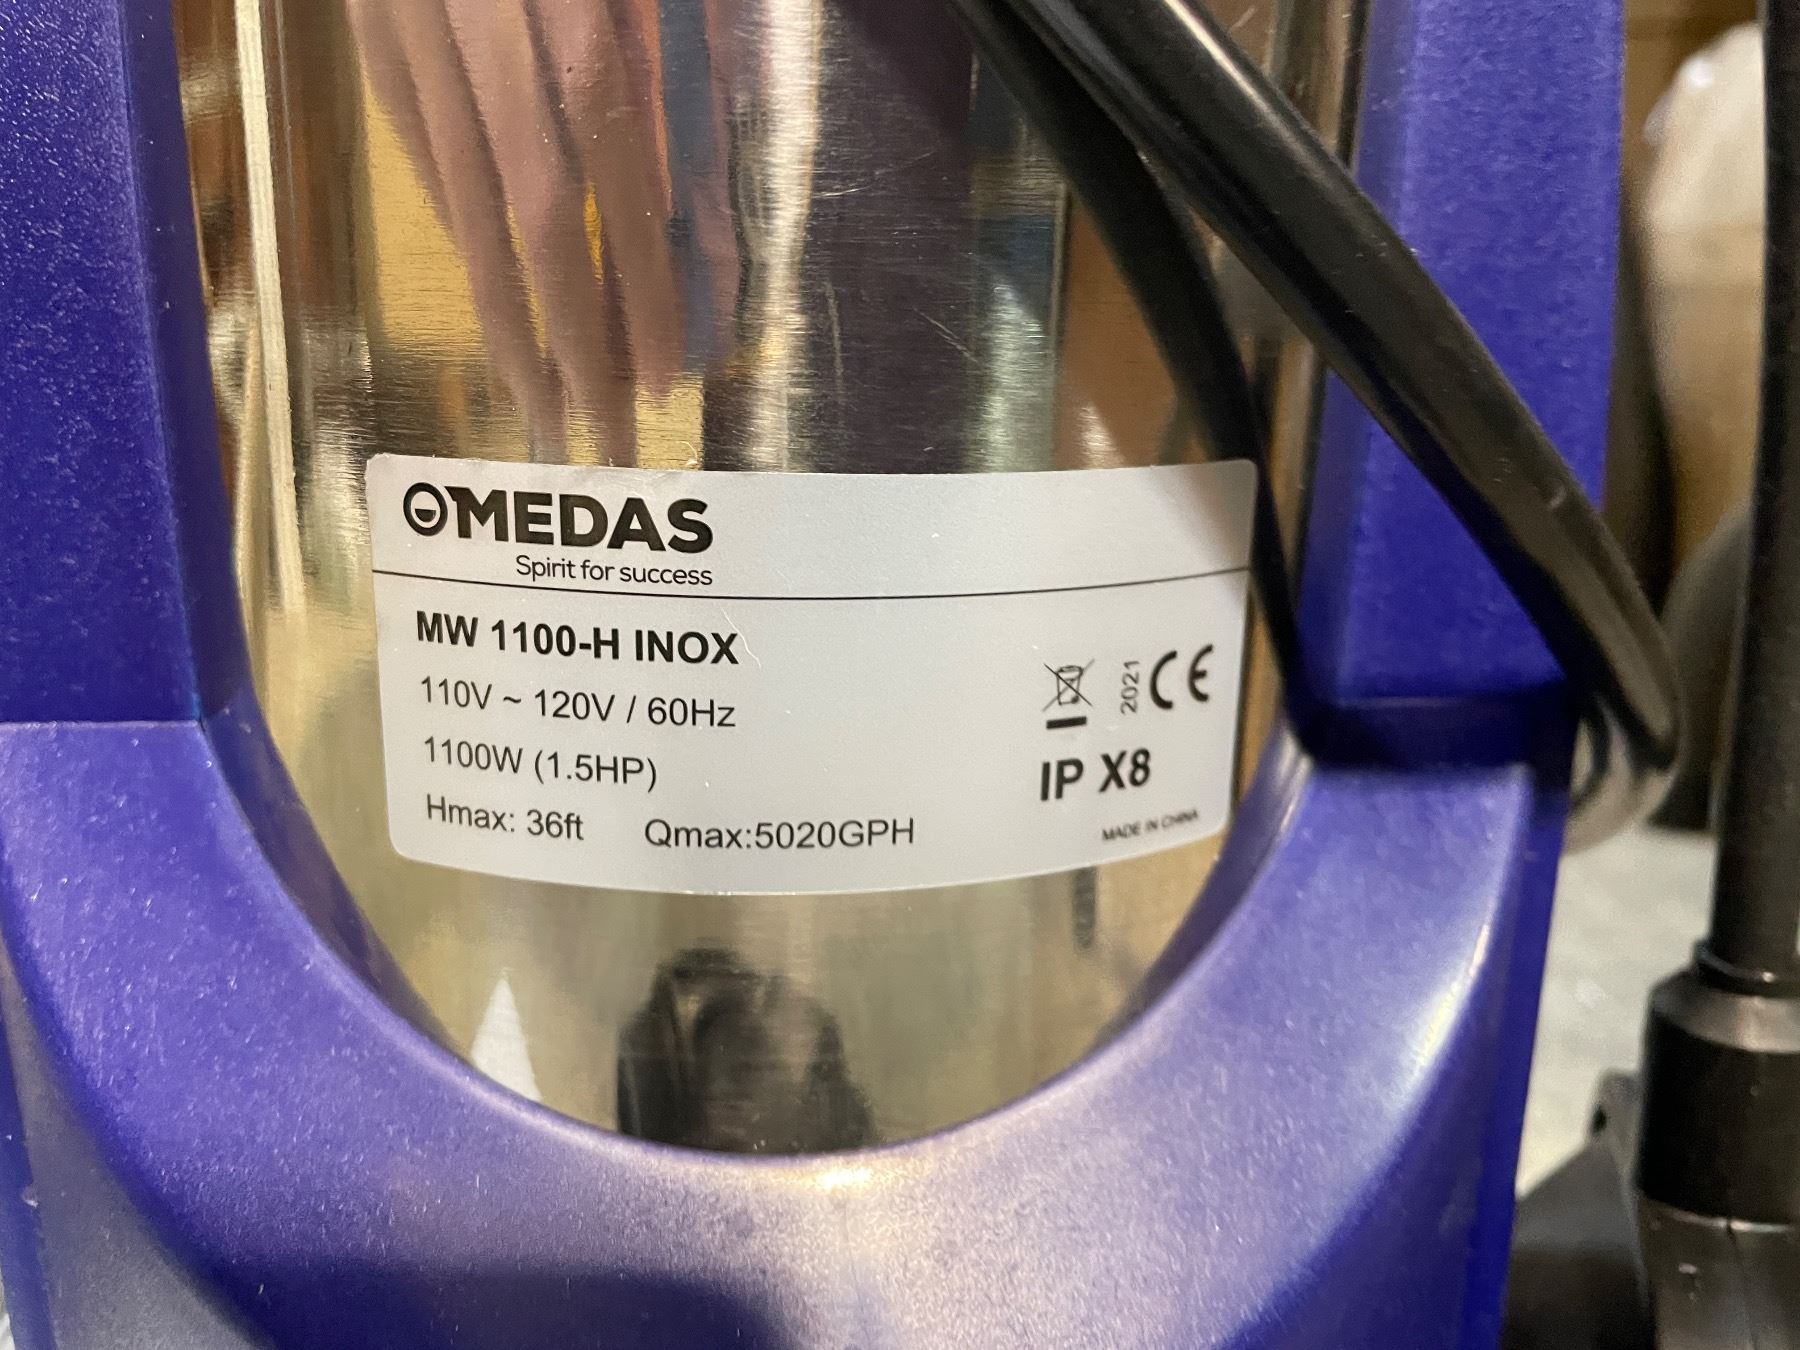 OMEDAS
Spirit for success
MW 1100-H INOX
110V ~ 120V / 60Hz
1100W (1.5HP)
Hmax: 36ft Qmax:5020GPH
2021 CE
IP X8
MADE IN CHINA